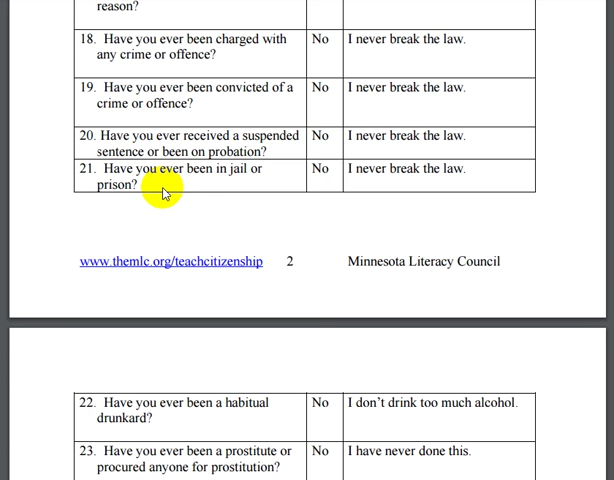 reason?
18. Have you ever been charged with No I never break the law.
any crime or offence?
19. Have you ever been convicted of a No I never break the law.
crime or offence?
20. Have you ever received a suspended No I never break the law.
sentence or been on probation?
21. Have you ever been in jail or No I never break the law.
prison?
www.themlc.org/teachcitizenship 2 Minnesota Literacy Council
22. Have you ever been a habitual No I don't drink too much alcohol.
drunkard?
23. Have you ever been a prostitute or No I have never done this.
procured anyone for prostitution?